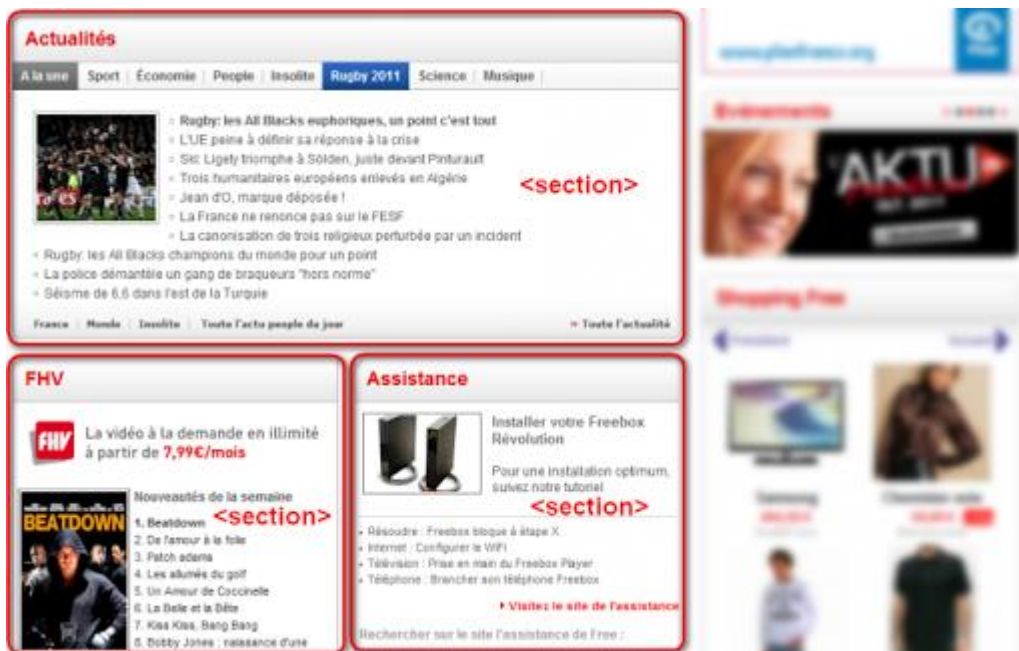 Actualités
A la une | Sport | Économie | People | Insolite | Rugby 2011 | Science | Musique |
Rugby: les All Blacks euphoriques, un point c'est tout
L'UE peine à définir sa réponse à la crise
Ski: Ligety triomphe à Sölden, juste devant Pinturault
Trois humanitaires européens enlevés en Algérie
<section>
Jean d'O, marque déposée !
La France ne renonce pas sur le FESF
La canonisation de trois religieux perturbée par un incident
Rugby: les All Blacks champions du monde pour un point
La police démantèle un gang de braqueurs "hors norme"
Séisme de 6,6 dans l'est de la Turquie
France | Monde | Insolite | Toute l'actu people du jour
» Toute l'actualité
FHV
FHV
La vidéo à la demande en illimité
à partir de 7,99€/mois
BEATDOWN
Nouveautés de la semaine
<section>
1. Beatdown
2. De l'amour à la folie
3. Patch adams
4. Les allumés du golf
5. Un Amour de Coccinelle
6. La Belle et la Bête
7. Kiss Kiss, Bang Bang
8. Bobby Jones : naissance d'une
Assistance
Installer votre Freebox
Révolution
Pour une installation optimum,
suivez notre tutoriel
<section>
Résoudre : Freebox bloque à étape X
Internet : Configurer le WiFi
Télévision : Prise en main du Freebox Player
Téléphone : Brancher son téléphone Freebox
Visitez le site de l'assistance
Rechercher sur le site l'assistance de Free :
www.planfrance.org
Evénements
AKTU
Shopping Free
Samsung